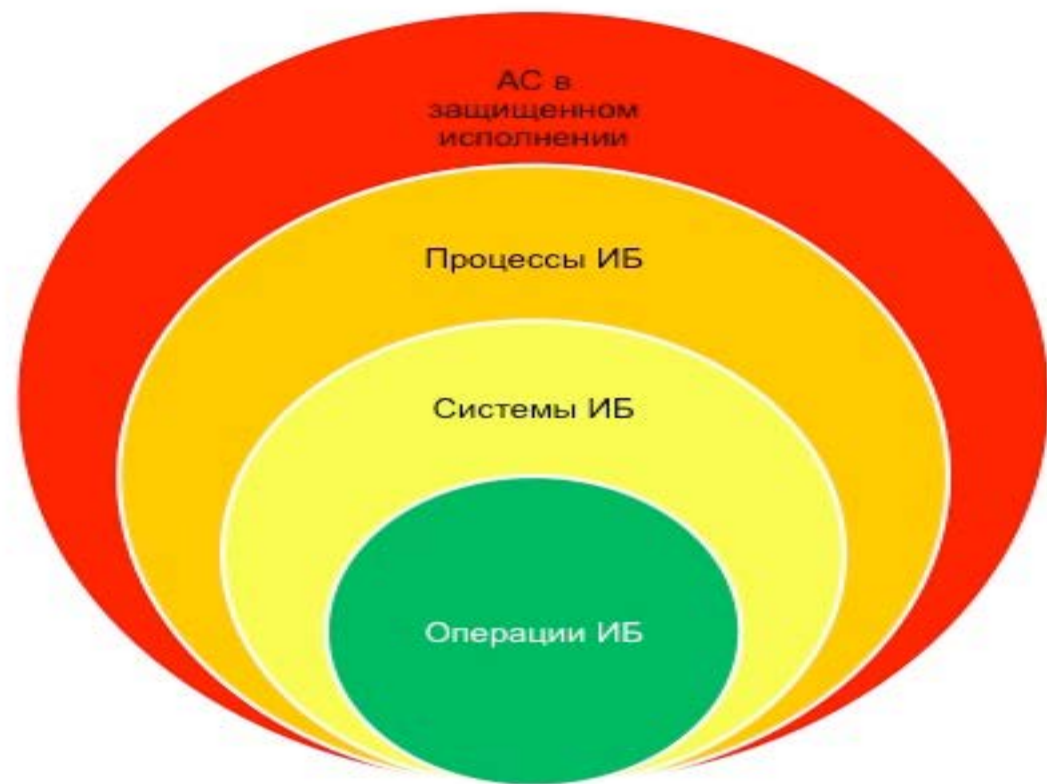 АС в
защищенном
исполнении
Процессы ИБ
Системы ИБ
Операции ИБ